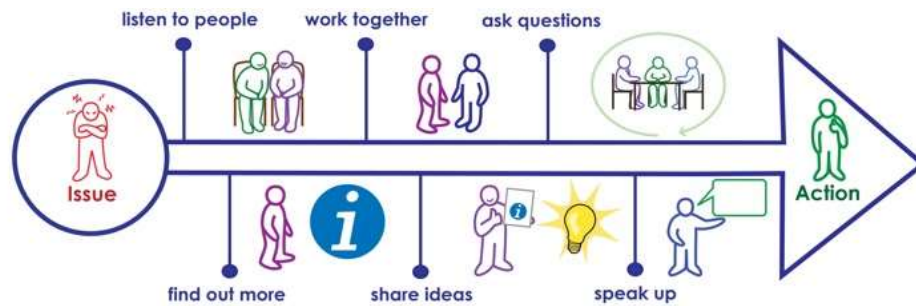 listen to people
work together
ask questions
Issue
i
i
Action
find out more
share ideas
speak up